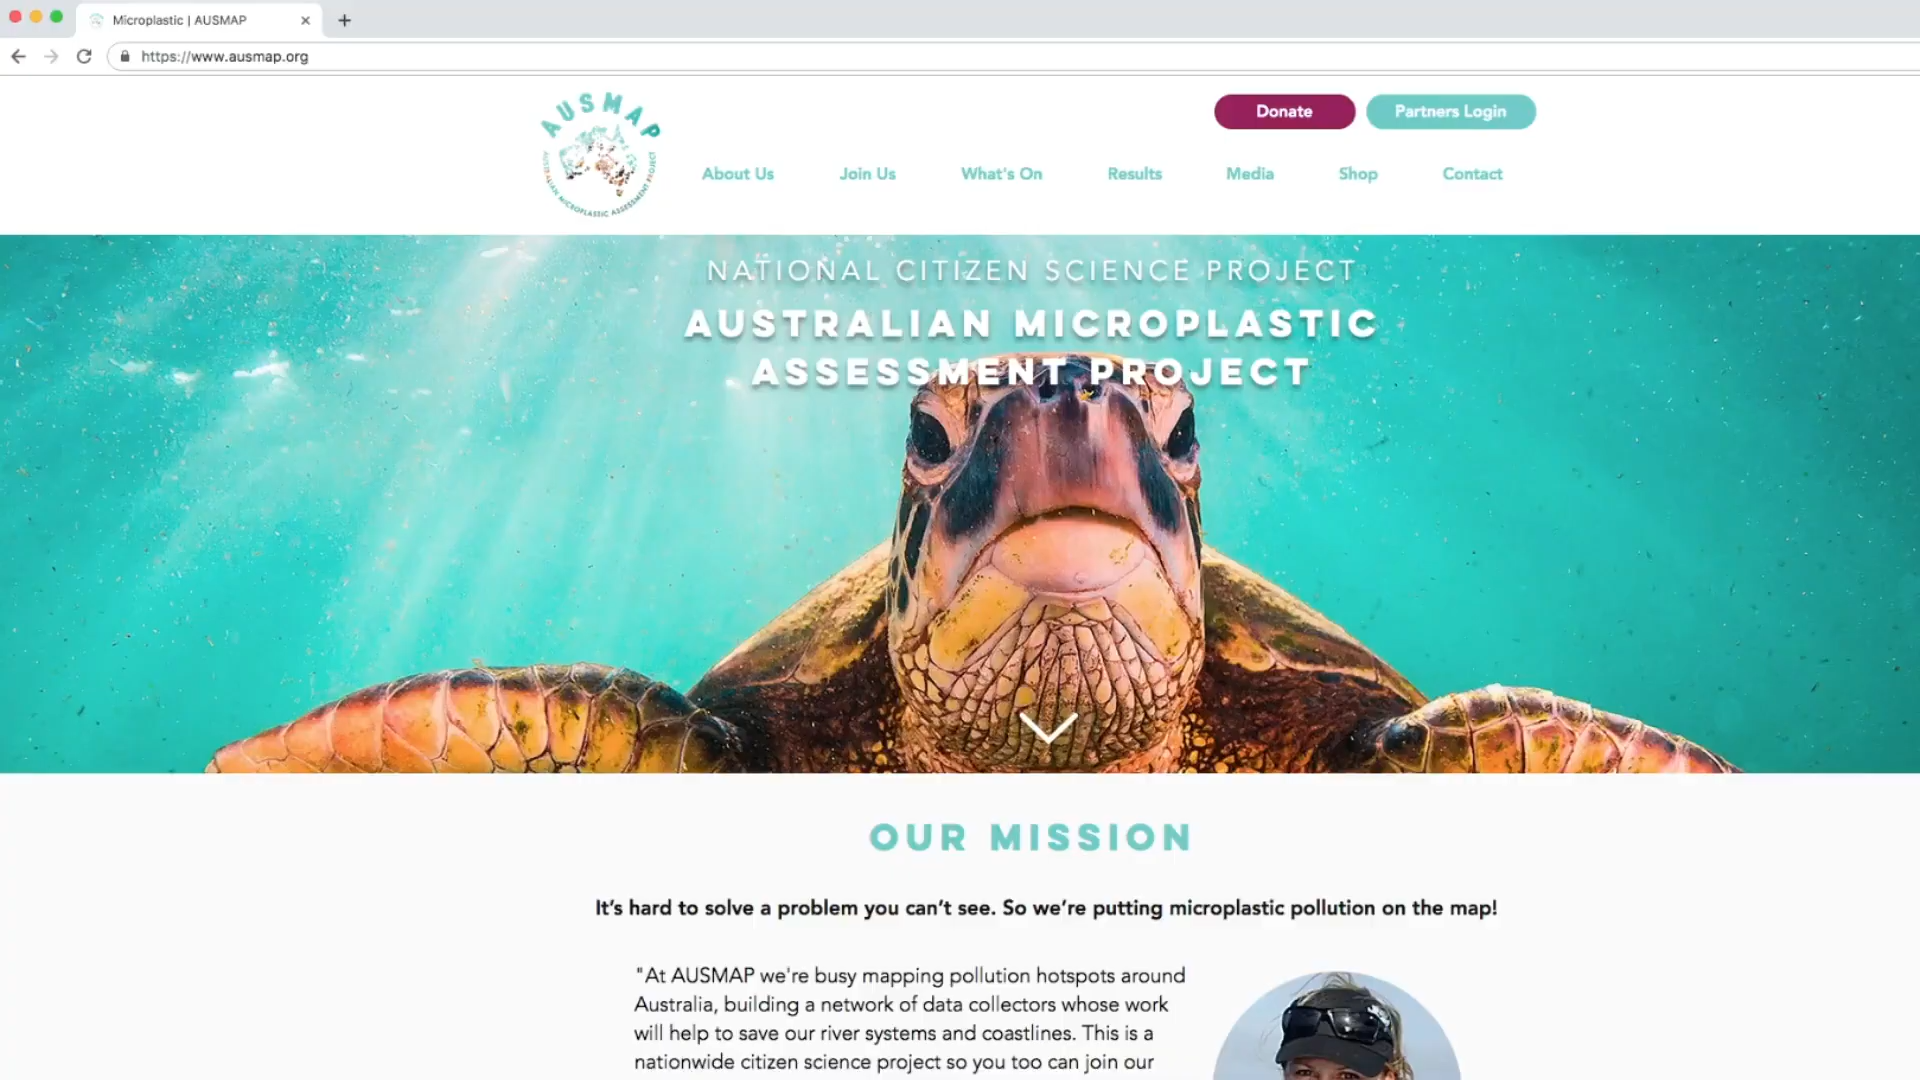 Microplastic | AUSMAP
https://www.ausmap.org
AUSMAP
AUSTRALIAN MICROPLASTIC ASSESSMENT PROJECT
Donate
Partners Login
About Us
Join Us
What's On
Results
Media
Shop
Contact
NATIONAL CITIZEN SCIENCE PROJECT
AUSTRALIAN MICROPLASTIC
ASSESSMENT PROJECT
OUR MISSION
It's hard to solve a problem you can't see. So we're putting microplastic pollution on the map!
"At AUSMAP we're busy mapping pollution hotspots around
Australia, building a network of data collectors whose work
will help to save our river systems and coastlines. This is a
nationwide citizen science project so you too can join our